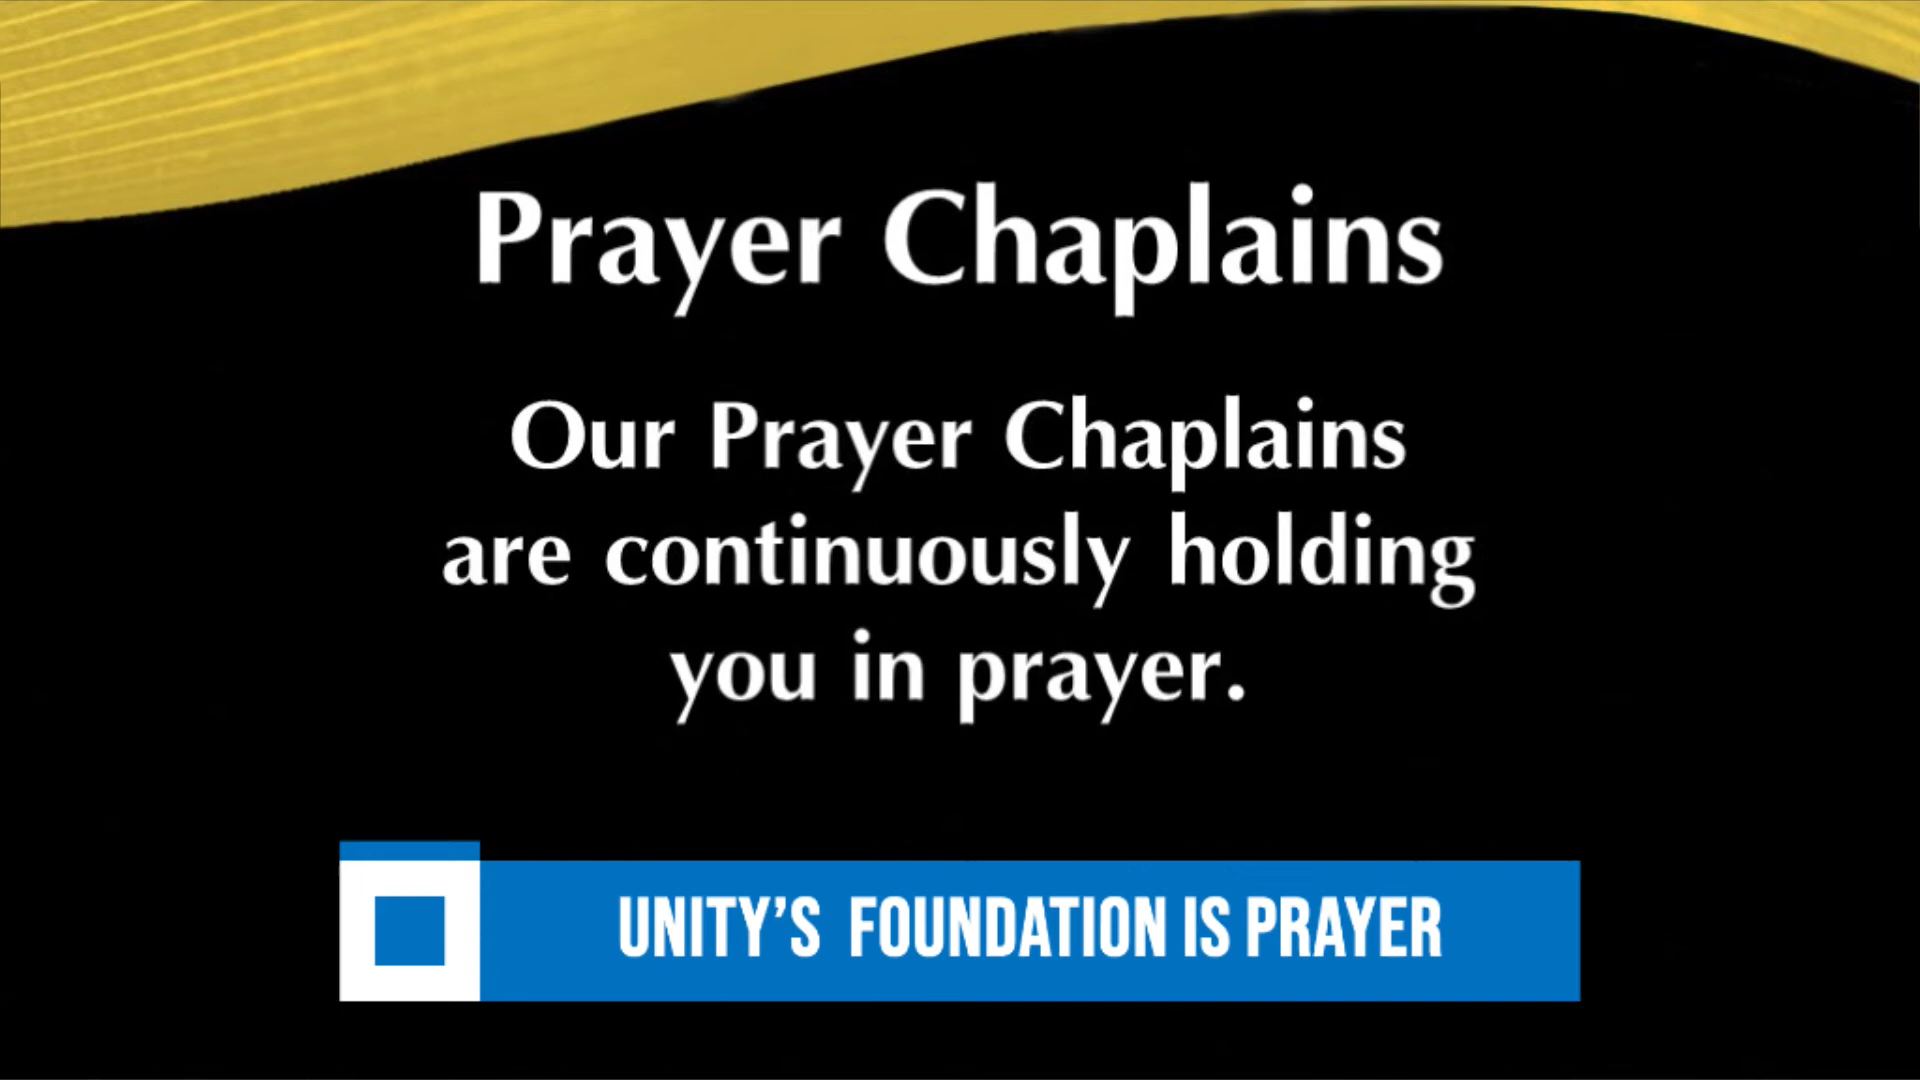 Prayer Chaplains
Our Prayer Chaplains
are continuously holding
you in prayer.
UNITY’S FOUNDATION IS PRAYER